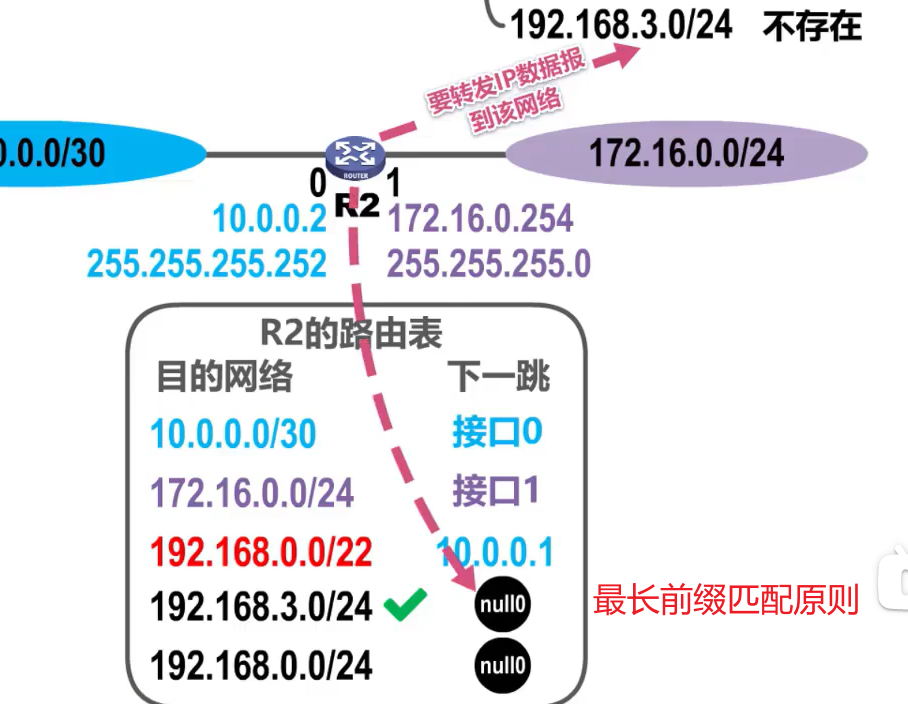 192.168.3.0/24 不存在
要转发IP数据报
到该网络
0.0.0/30
172.16.0.0/24
ROUTER
0
1
R2
10.0.0.2
172.16.0.254
255.255.255.252
255.255.255.0
R2的路由表
目的网络 下一跳
10.0.0.0/30 接口0
172.16.0.0/24 接口1
192.168.0.0/22 10.0.0.1
192.168.3.0/24 null0 最长前缀匹配原则
192.168.0.0/24 null0